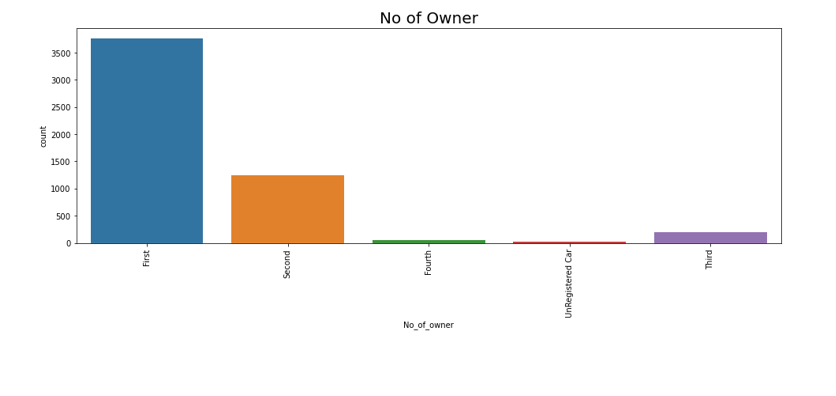 No of Owner
3500
3000
2500
2000
1500
1000
500
0
count
First
Second
Fourth
UnRegistered Car
Third
No_of_owner